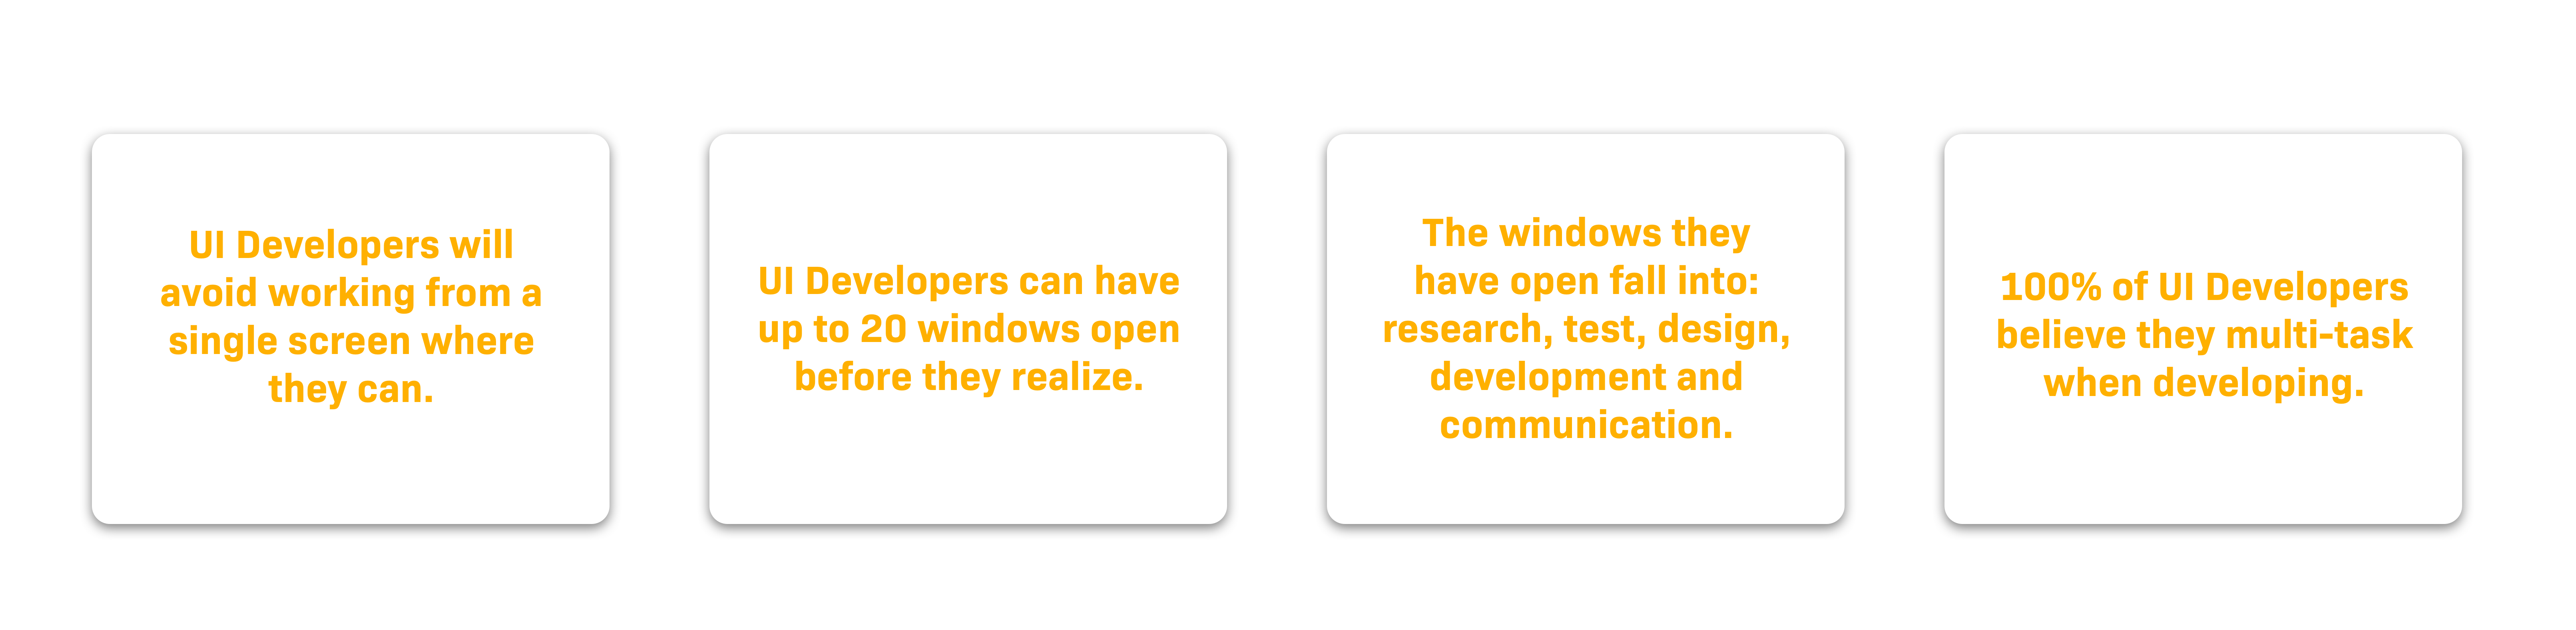 UI Developers will
avoid working from a
single screen where
they can.
UI Developers can have
up to 20 windows open
before they realize.
The windows they
have open fall into:
research, test, design,
development and
communication.
100% of UI Developers
believe they multi-task
when developing.